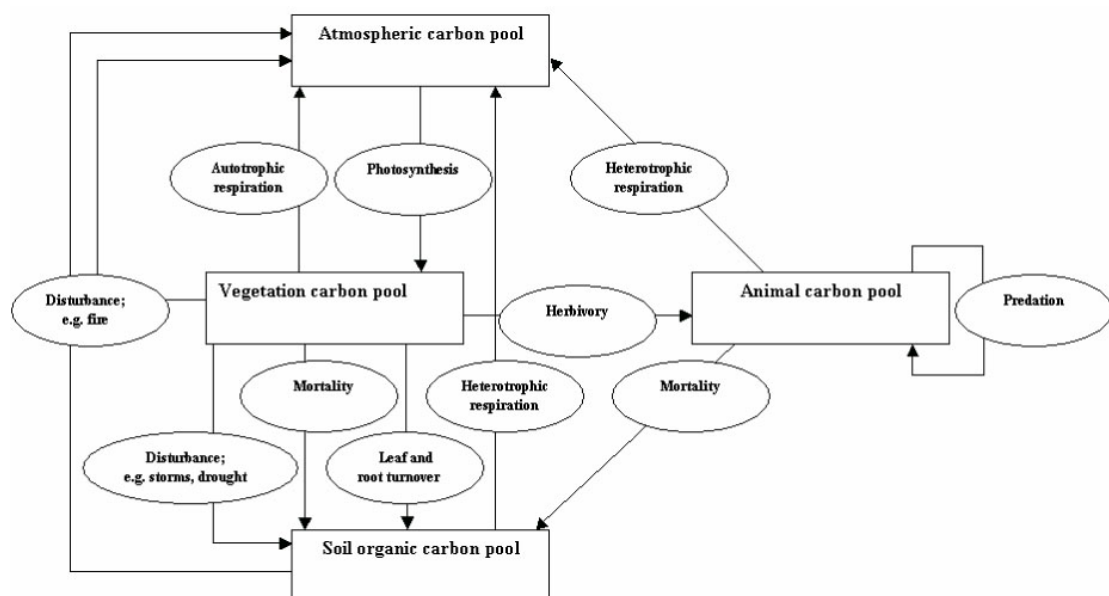 Atmospheric carbon pool
Autotrophic
respiration
Photosynthesis
Heterotrophic
respiration
Vegetation carbon pool
Animal carbon pool
Disturbance;
e.g. fire
Herbivory
Predation
Mortality
Heterotrophic
respiration
Mortality
Disturbance;
e.g. storms, drought
Leaf and
root turnover
Soil organic carbon pool